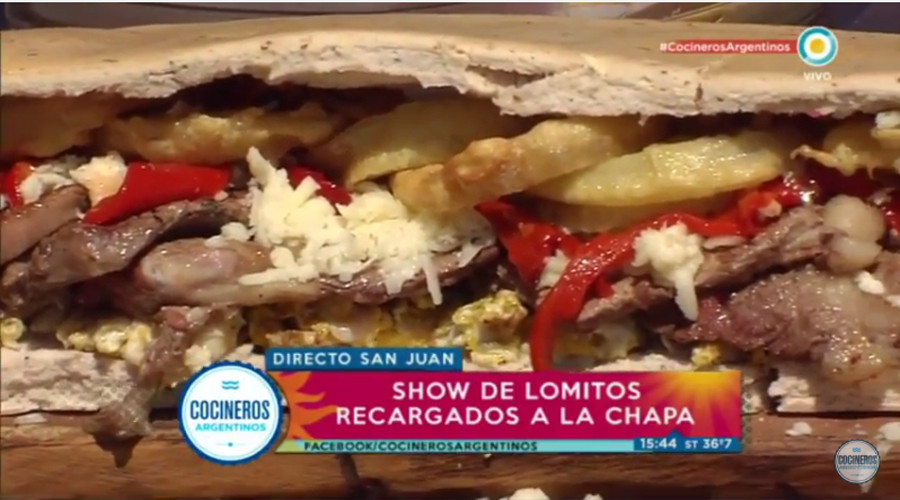 #CocinerosArgentinos
VIVO
DIRECTO SAN JUAN
SHOW DE LOMITOS
RECARGADOS A LA CHAPA
COCINEROS
ARGENTINOS
FACEBOOK/COCINEROSARGENTINOS
15:44 ST 36°7
COCINEROS